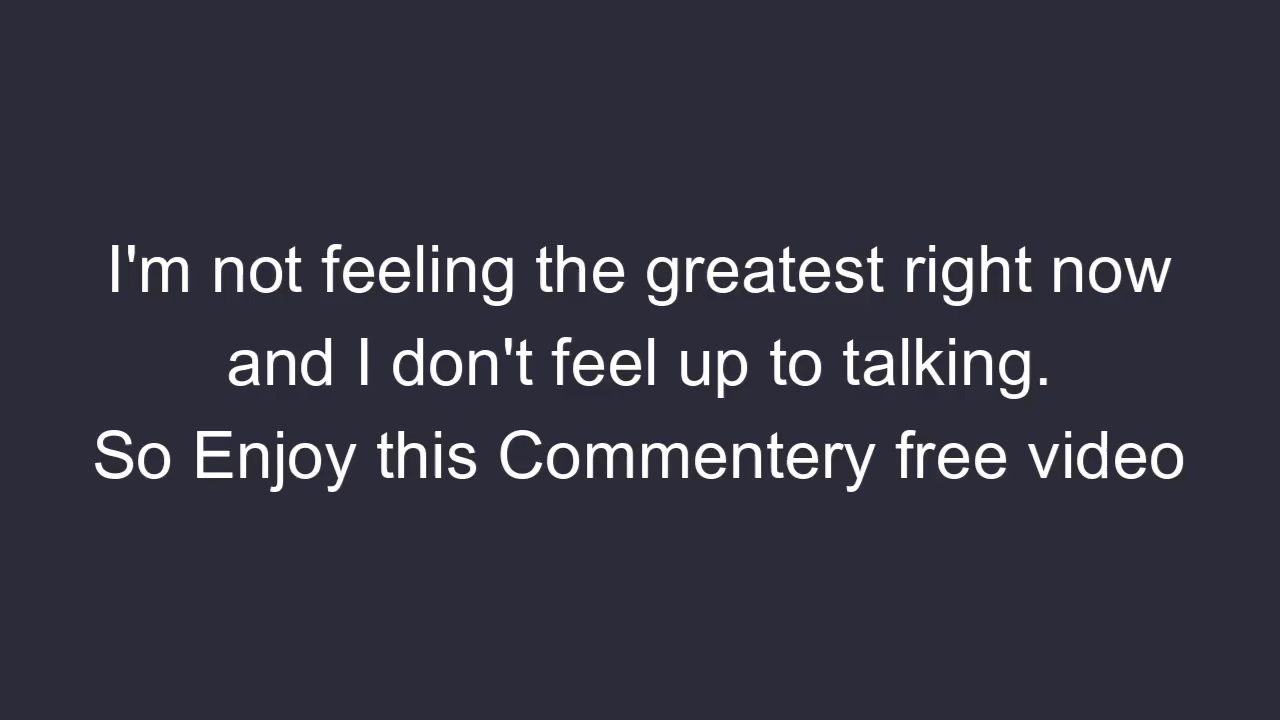 I'm not feeling the greatest right now
and I don't feel up to talking.
So Enjoy this Commentery free video